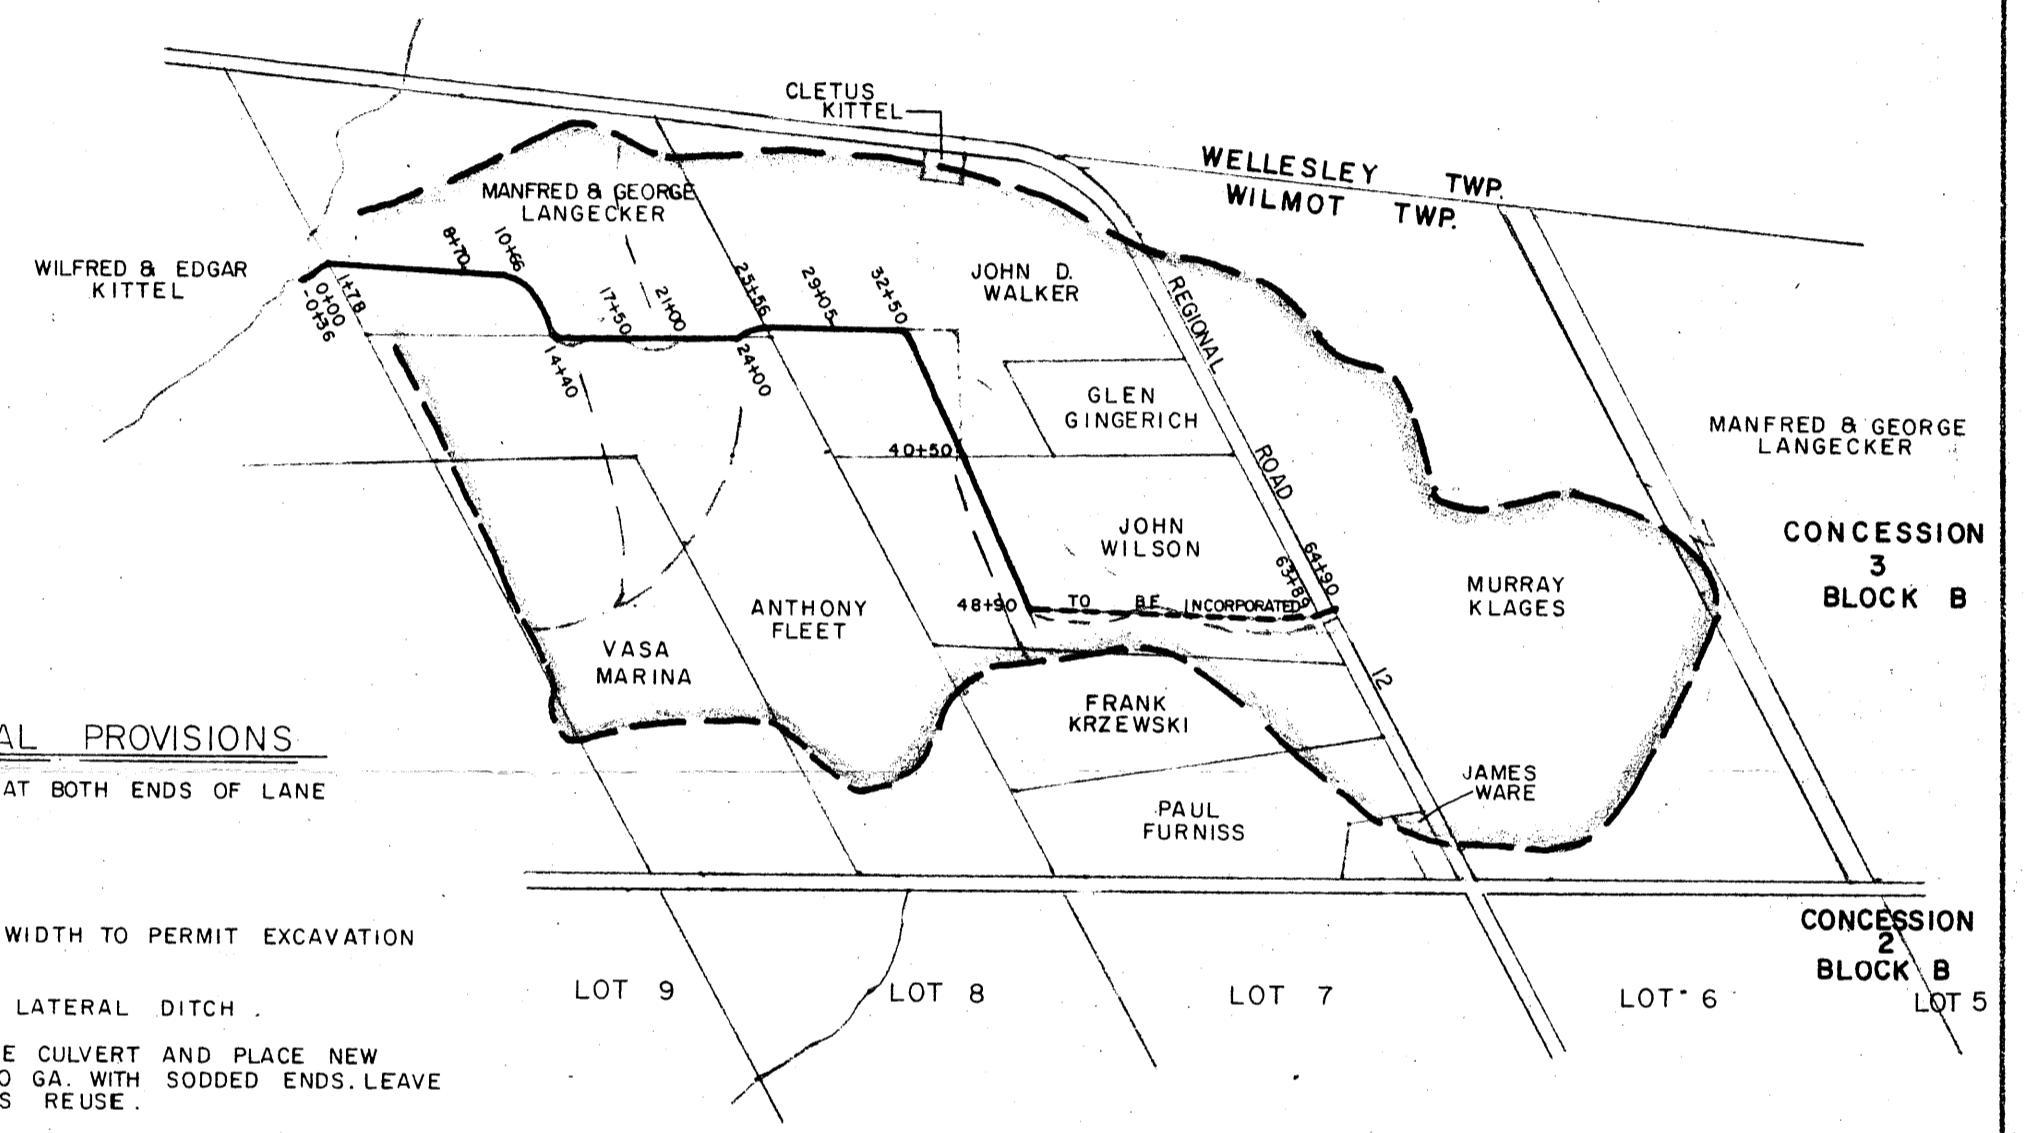 CLETUS
KITTEL
WELLESLEY TWP.
WILMOT TWP.
MANFRED & GEORGE
LANGECKER
WILFRED & EDGAR
KITTEL
8+70
10+66
1+78
0+00
-0+36
17+50
21+00
25+56
29+05
32+50
14+40
24+00
JOHN D.
WALKER
REGIONAL
ROAD
12
GLEN
GINGERICH
40+50
MANFRED & GEORGE
LANGECKER
CONCESSION
3
BLOCK B
JOHN
WILSON
64+90
63+89
MURRAY
KLAGES
48+90 TO BE INCORPORATED
ANTHONY
FLEET
VASA
MARINA
FRANK
KRZEWSKI
JAMES
WARE
PAUL
FURNISS
AL PROVISIONS
AT BOTH ENDS OF LANE
WIDTH TO PERMIT EXCAVATION
LATERAL DITCH .
E CULVERT AND PLACE NEW
O GA. WITH SODDED ENDS. LEAVE
S REUSE .
CONCESSION
2
BLOCK B
LOT 9
LOT 8
LOT 7
LOT 6
LOT 5